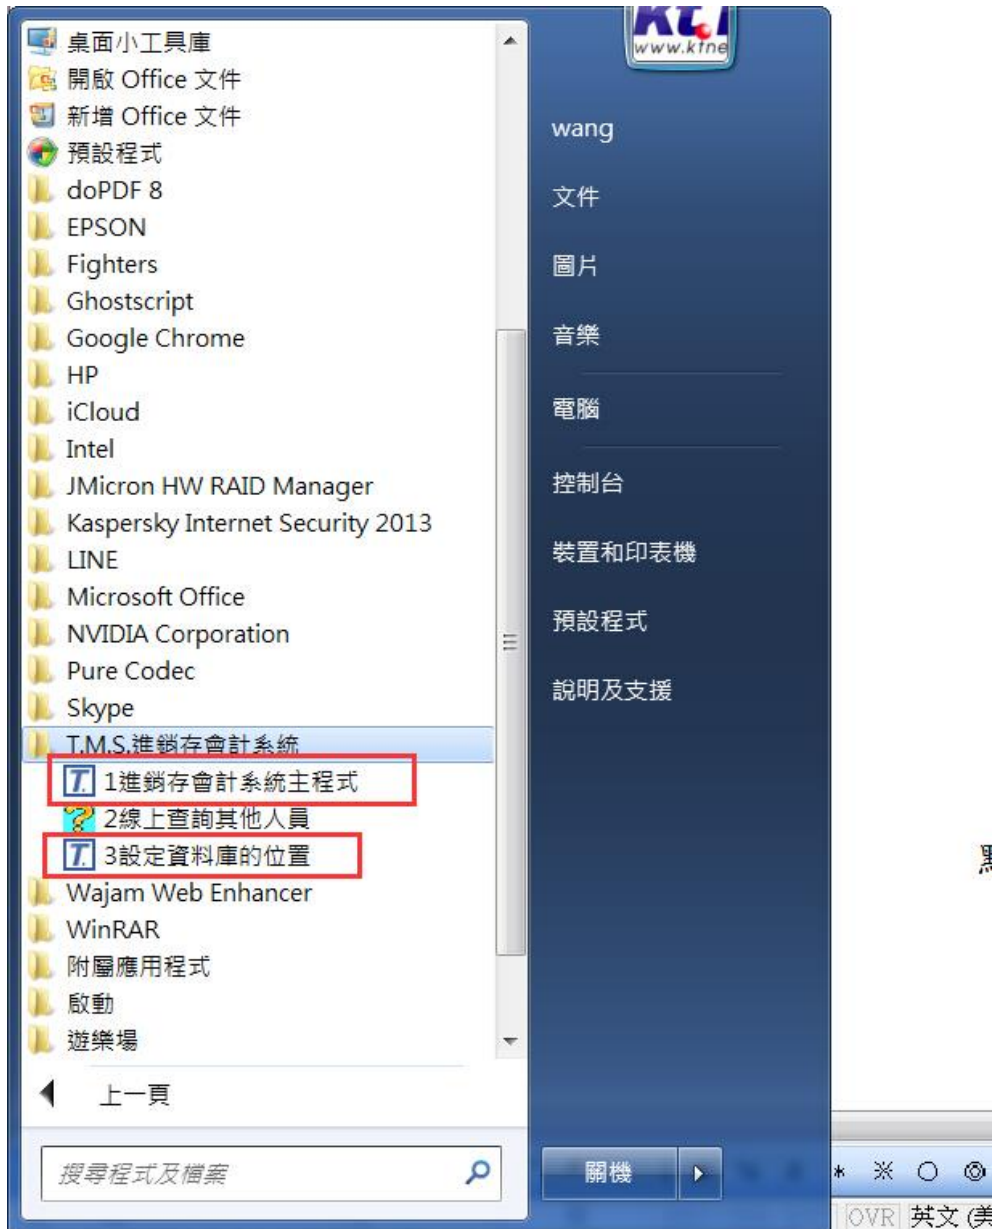 桌面小工具庫
開啟 Office 文件
新增 Office 文件
預設程式
doPDF 8
EPSON
Fighters
Ghostscript
Google Chrome
HP
iCloud
Intel
JMicron HW RAID Manager
Kaspersky Internet Security 2013
LINE
Microsoft Office
NVIDIA Corporation
Pure Codec
Skype
T.M.S.進銷存會計系統
1進銷存會計系統主程式
2線上查詢其他人員
3設定資料庫的位置
Wajam Web Enhancer
WinRAR
附屬應用程式
啟動
遊樂場
上一頁
搜尋程式及檔案
www.ktne
wang
文件
圖片
音樂
電腦
控制台
裝置和印表機
預設程式
說明及支援
關機
* ※ ○ ◎
OVR 英文 (美